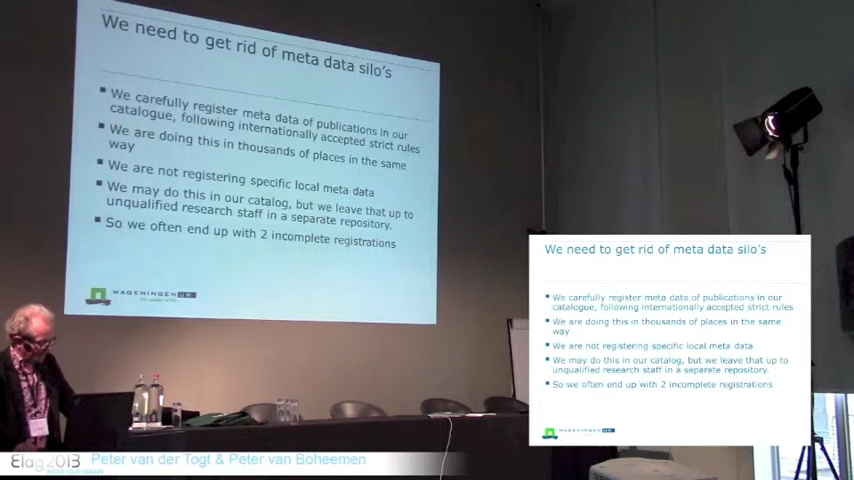 We need to get rid of meta data silo's
We carefully register meta data of publications in our
catalogue, following internationally accepted strict rules
We are doing this in thousands of places in the same
way
We are not registering specific local meta data
We may do this in our catalog, but we leave that up to
unqualified research staff in a separate repository.
So we often end up with 2 incomplete registrations
WAGENINGEN UR
We need to get rid of meta data silo's
We carefully register meta data of publications in our
catalogue, following internationally accepted strict rules
We are doing this in thousands of places in the same
way
We are not registering specific local meta data
We may do this in our catalog, but we leave that up to
unqualified research staff in a separate repository.
So we often end up with 2 incomplete registrations
WAGENINGEN UR
Elag2013 Peter van der Togt & Peter van Boheemen